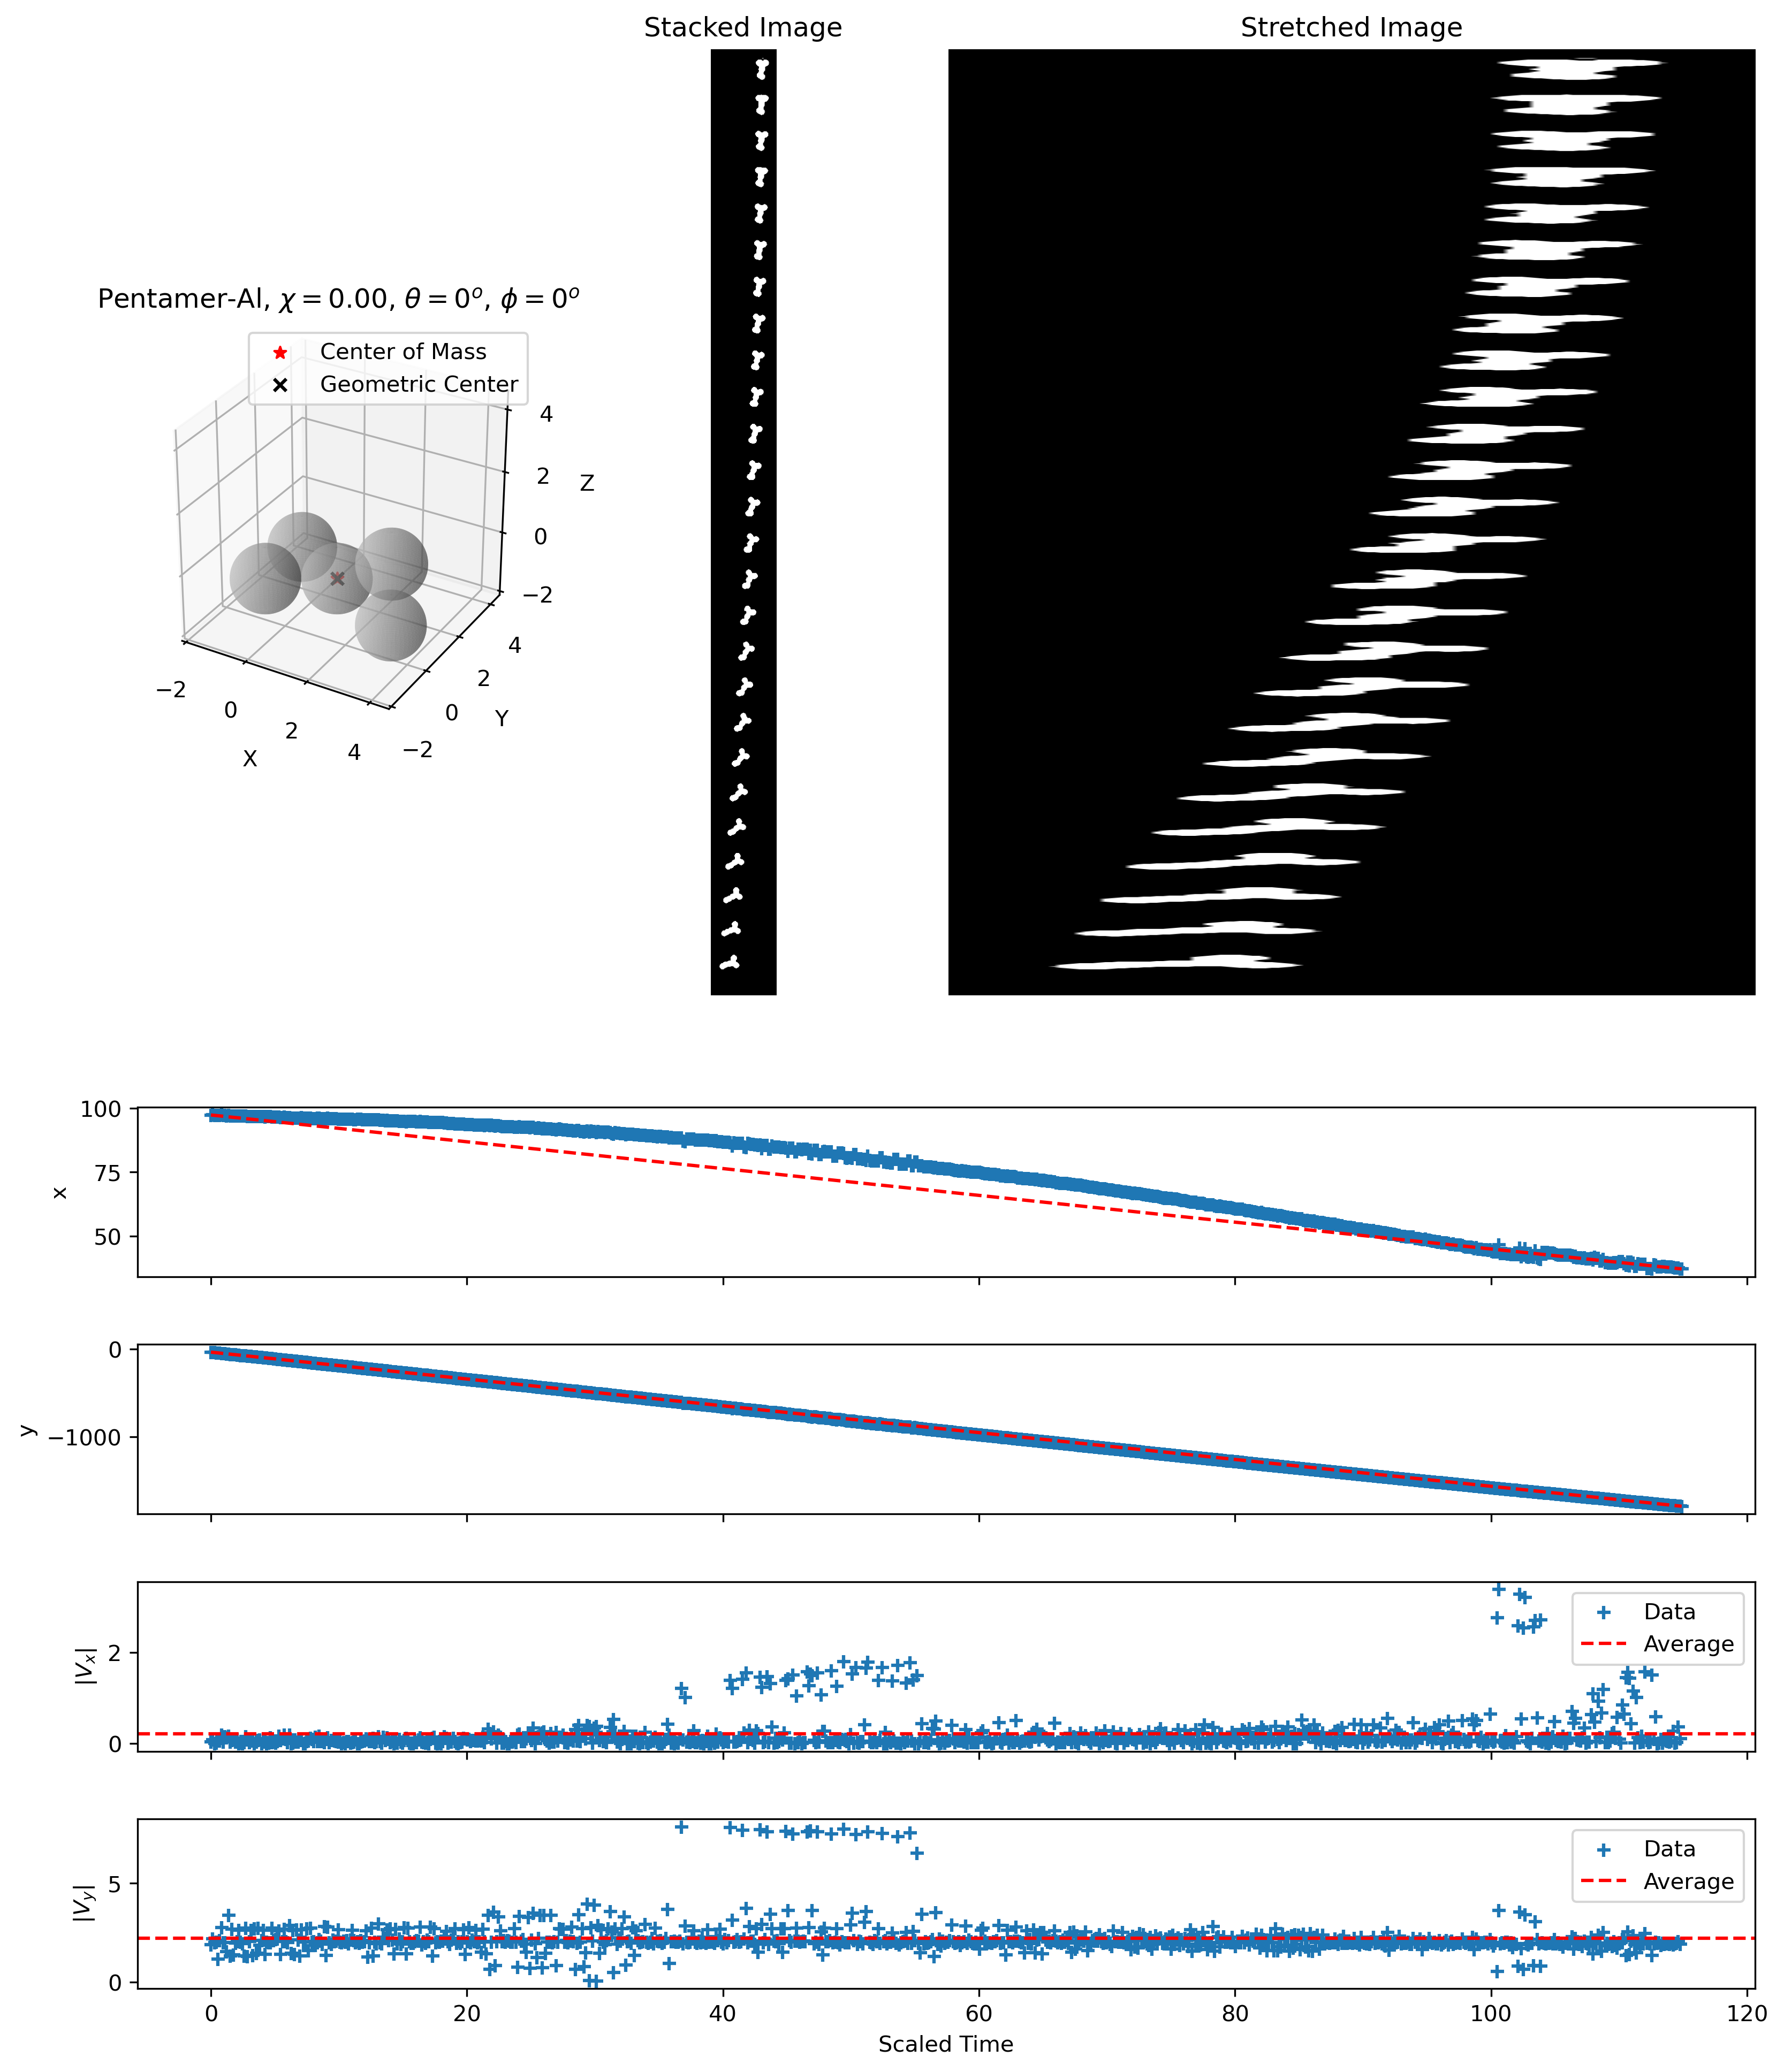 Stacked Image
Stretched Image
Pentamer-Al, χ = 0.00, θ = 0°, ϕ = 0°
Center of Mass
Geometric Center
4
2
0
−2
Z
4
2
0
−2
Y
−2
0
2
4
X
100
75
50
x
0
−1000
y
2
0
|Vx|
Data
Average
5
0
|Vy|
Data
Average
0 20 40 60 80 100 120
Scaled Time